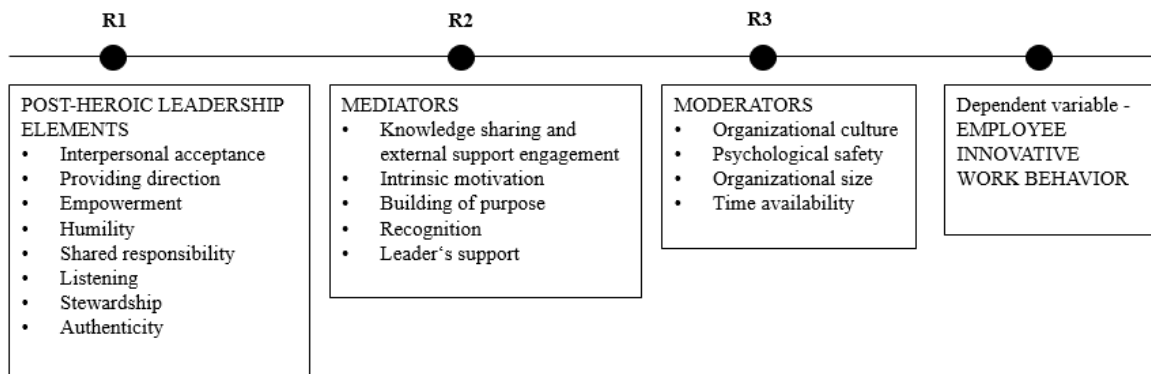 R1
R2
R3
POST-HEROIC LEADERSHIP
ELEMENTS
• Interpersonal acceptance
• Providing direction
• Empowerment
• Humility
• Shared responsibility
• Listening
• Stewardship
• Authenticity
MEDIATORS
• Knowledge sharing and
external support engagement
• Intrinsic motivation
• Building of purpose
• Recognition
• Leader‘s support
MODERATORS
• Organizational culture
• Psychological safety
• Organizational size
• Time availability
Dependent variable -
EMPLOYEE
INNOVATIVE
WORK BEHAVIOR